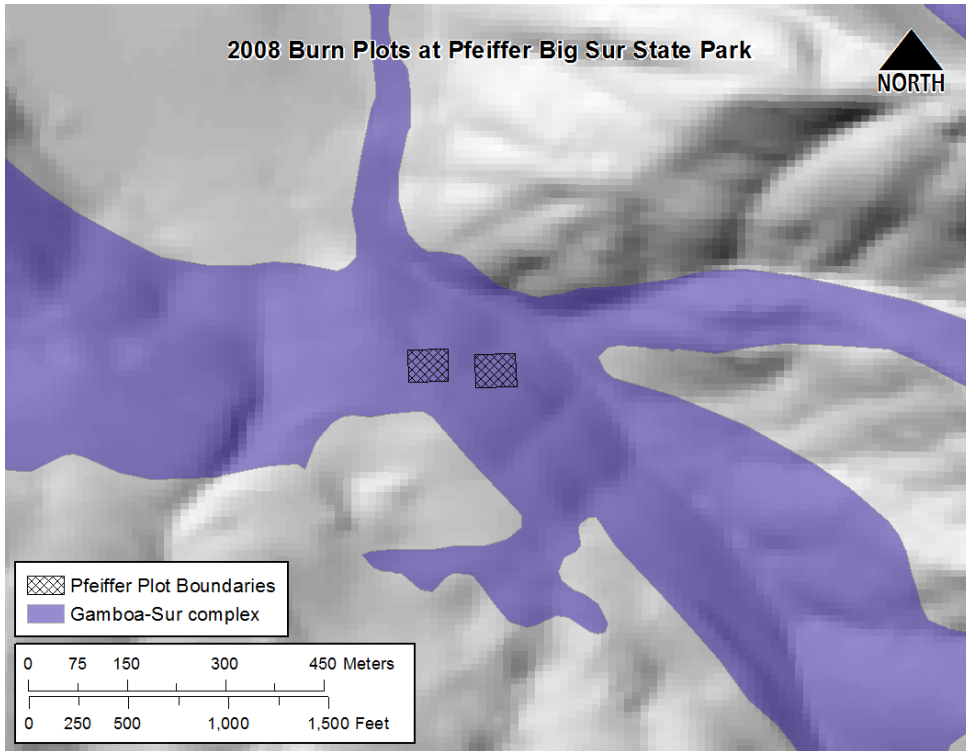 2008 Burn Plots at Pfeiffer Big Sur State Park
NORTH
Pfeiffer Plot Boundaries
Gamboa-Sur complex
0 75 150 300 450 Meters
0 250 500 1,000 1,500 Feet